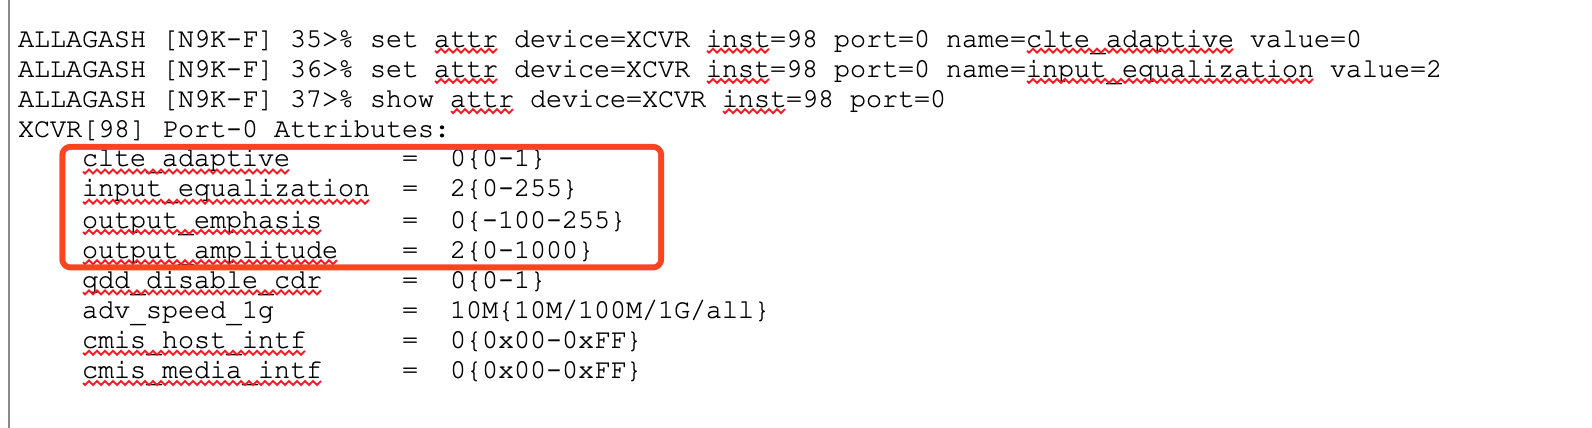 ALLAGASH [N9K-F] 35>% set attr device=XCVR inst=98 port=0 name=clte_adaptive value=0
ALLAGASH [N9K-F] 36>% set attr device=XCVR inst=98 port=0 name=input_equalization value=2
ALLAGASH [N9K-F] 37>% show attr device=XCVR inst=98 port=0
XCVR[98] Port-0 Attributes:
clte_adaptive = 0{0-1}
input_equalization = 2{0-255}
output_emphasis = 0{-100-255}
output_amplitude = 2{0-1000}
gdd_disable_cdr = 0{0-1}
adv_speed_1g = 10M{10M/100M/1G/all}
cmis_host_intf = 0{0x00-0xFF}
cmis_media_intf = 0{0x00-0xFF}